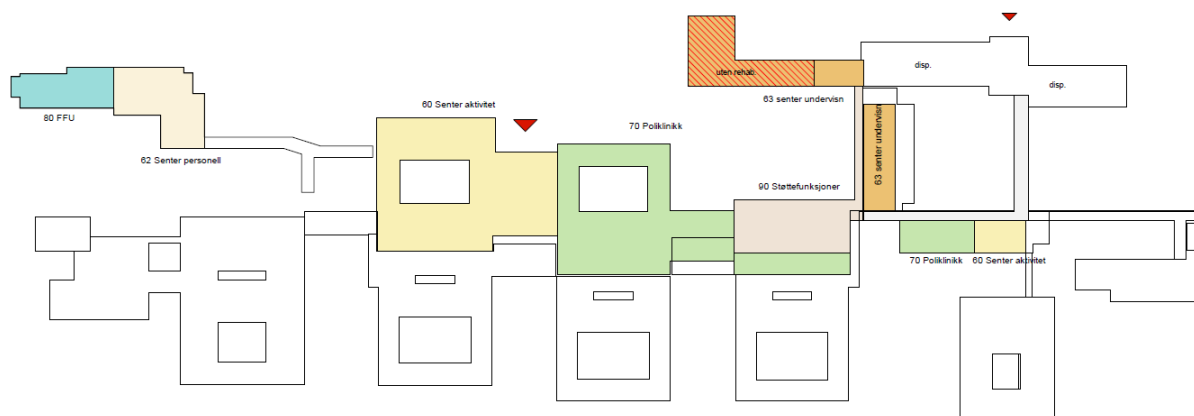 disp.
uten rehab.
disp.
63 senter undervisn
60 Senter aktivitet
80 FFU
70 Poliklinikk
63 senter undervisn
62 Senter personell
90 Støttefunksjoner
70 Poliklinikk
60 Senter aktivitet